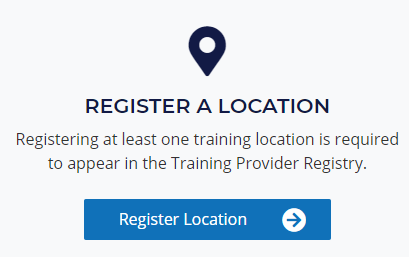 REGISTER A LOCATION
Registering at least one training location is required
to appear in the Training Provider Registry.
Register Location